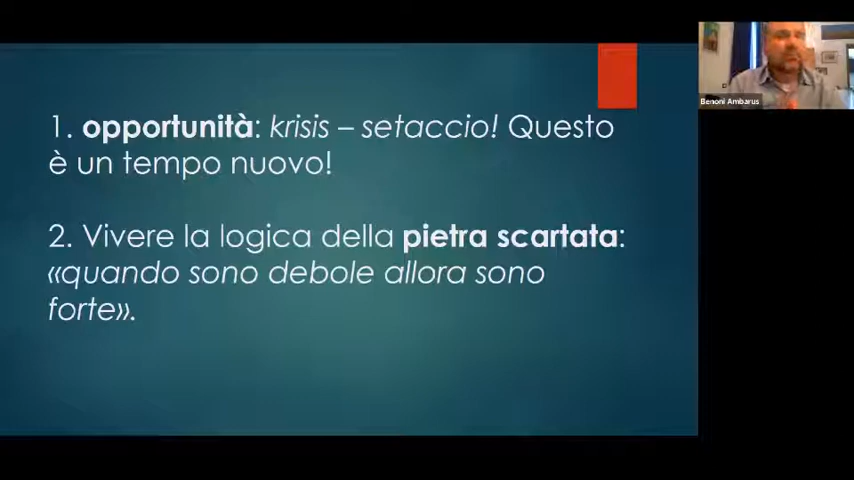 1. opportunità: krisis – setaccio! Questo
è un tempo nuovo!
2. Vivere la logica della pietra scartata:
«quando sono debole allora sono
forte».
Benoni Ambarus